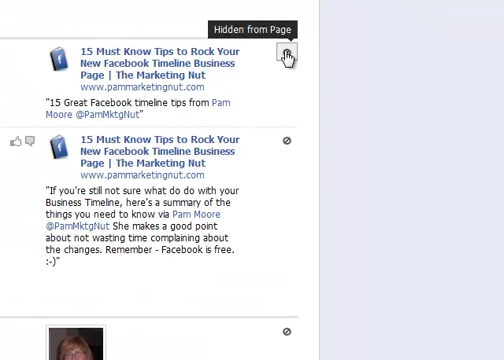 Hidden from Page
15 Must Know Tips to Rock Your
New Facebook Timeline Business
Page | The Marketing Nut
www.pammarketingnut.com
"15 Great Facebook timeline tips from Pam
Moore @PamMktgNut"
15 Must Know Tips to Rock Your
New Facebook Timeline Business
Page | The Marketing Nut
www.pammarketingnut.com
"If you're still not sure what do do with your
Business Timeline, here's a summary of the
things you need to know via Pam Moore
@PamMktgNut She makes a good point
about not wasting time complaining about
the changes. Remember - Facebook is free.
:-)"